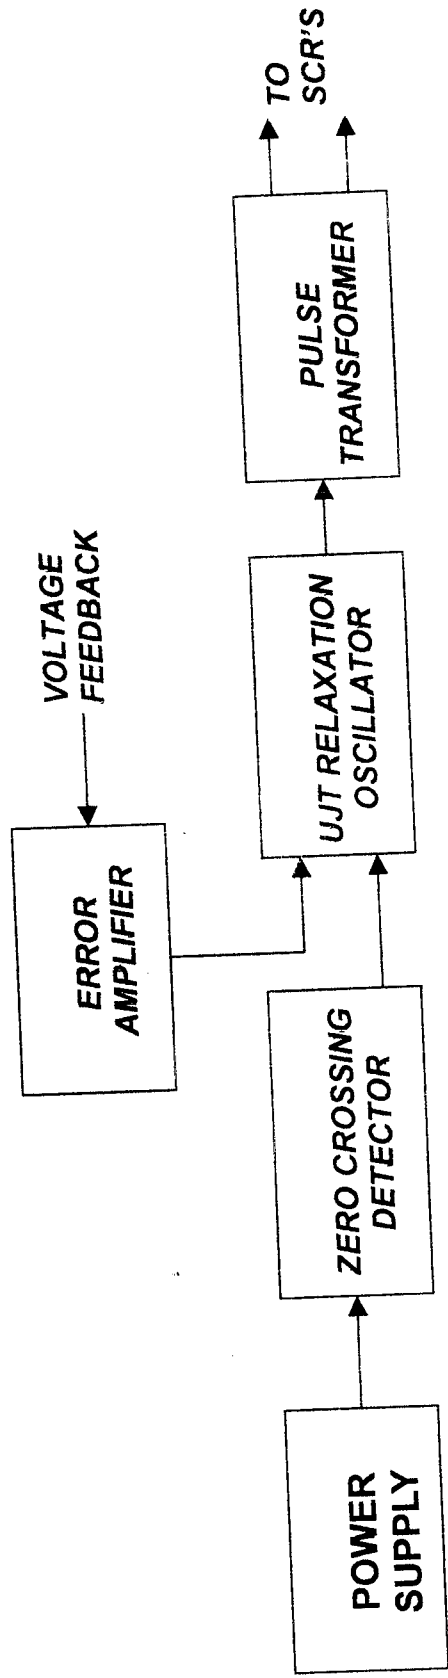 POWER
SUPPLY
ZERO CROSSING
DETECTOR
ERROR
AMPLIFIER
VOLTAGE
FEEDBACK
UJT RELAXATION
OSCILLATOR
PULSE
TRANSFORMER
TO
SCR'S